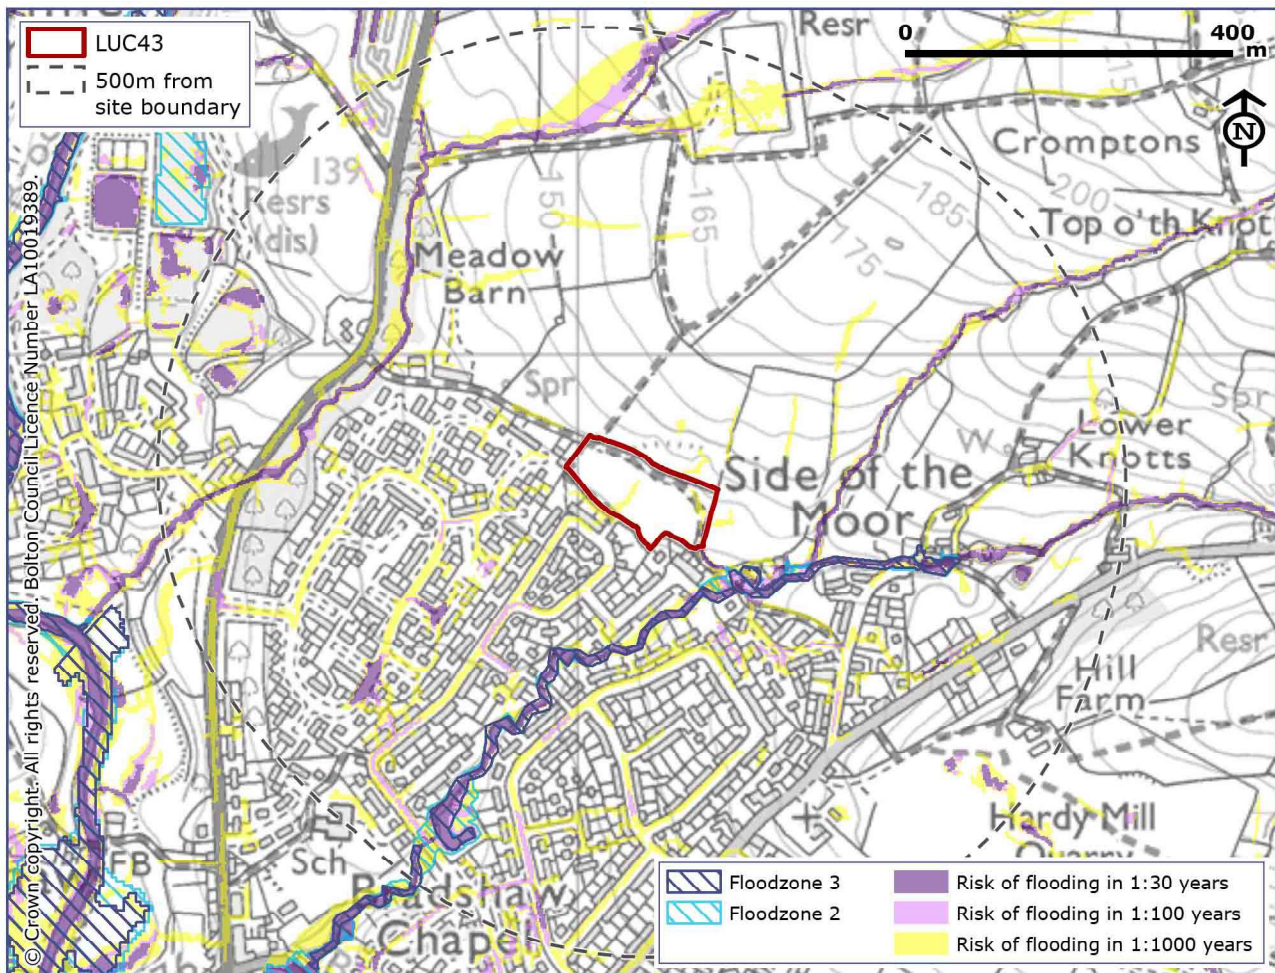 LUC43
500m from
site boundary
Resr
0 400
m
N
Cromptons
139
Resrs
(dis)
150
165
185
200
175
Top o'th Knot
Meadow
Barn
Spr
Spr
Lower
Knotts
W
Side of the
Moor
Resr
Hill
Farm
Hardy Mill
Quarry
FB
Sch
Bradshaw
Chapel
Floodzone 3
Floodzone 2
Risk of flooding in 1:30 years
Risk of flooding in 1:100 years
Risk of flooding in 1:1000 years
© Crown copyright. All rights reserved. Bolton Council Licence Number LA10019389.